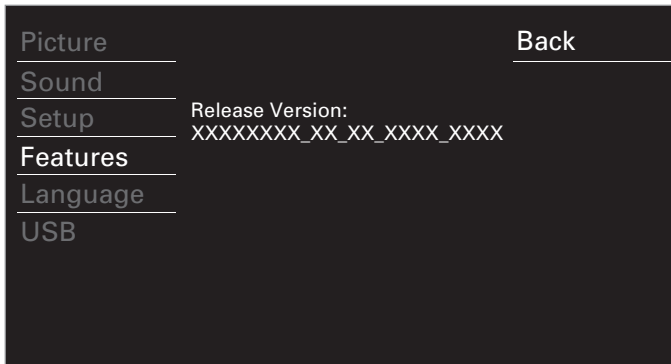 Picture
Back
Sound
Setup
Release Version:
XXXXXXXX_XX_XX_XXXX_XXXX
Features
Language
USB